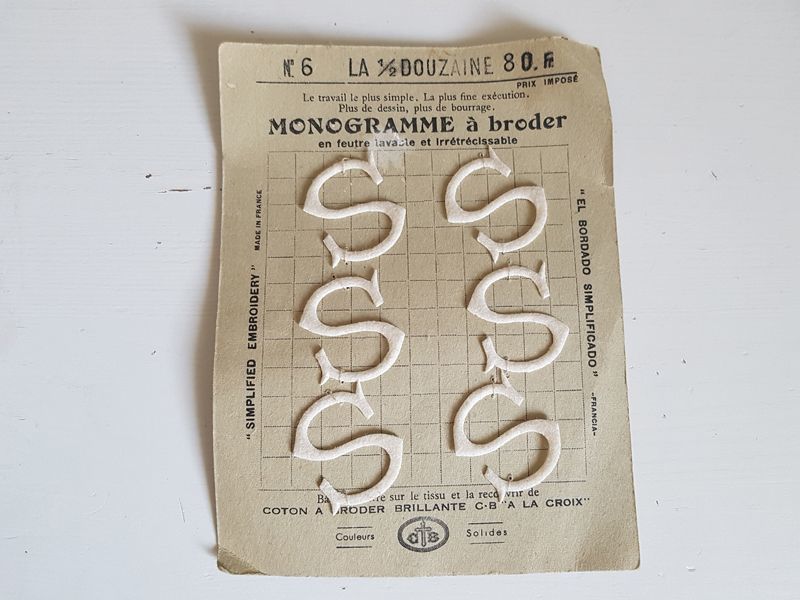 N° 6 LA ½ DOUZAINE 80. Fr.
PRIX IMPOSÉ
Le travail le plus simple. La plus fine exécution.
Plus de dessin, plus de bourrage.
MONOGRAMME à broder
en feutre lavable et irrétrécissable
"SIMPLIFIED EMBROIDERY" MADE IN FRANCE
"EL BORDADO SIMPLIFICADO" -FRANCIA-
S S
S S
S S
sur le tissu et la recouvrir de
COTON A BRODER BRILLANTE C·B "A LA CROIX"
Couleurs CB Solides